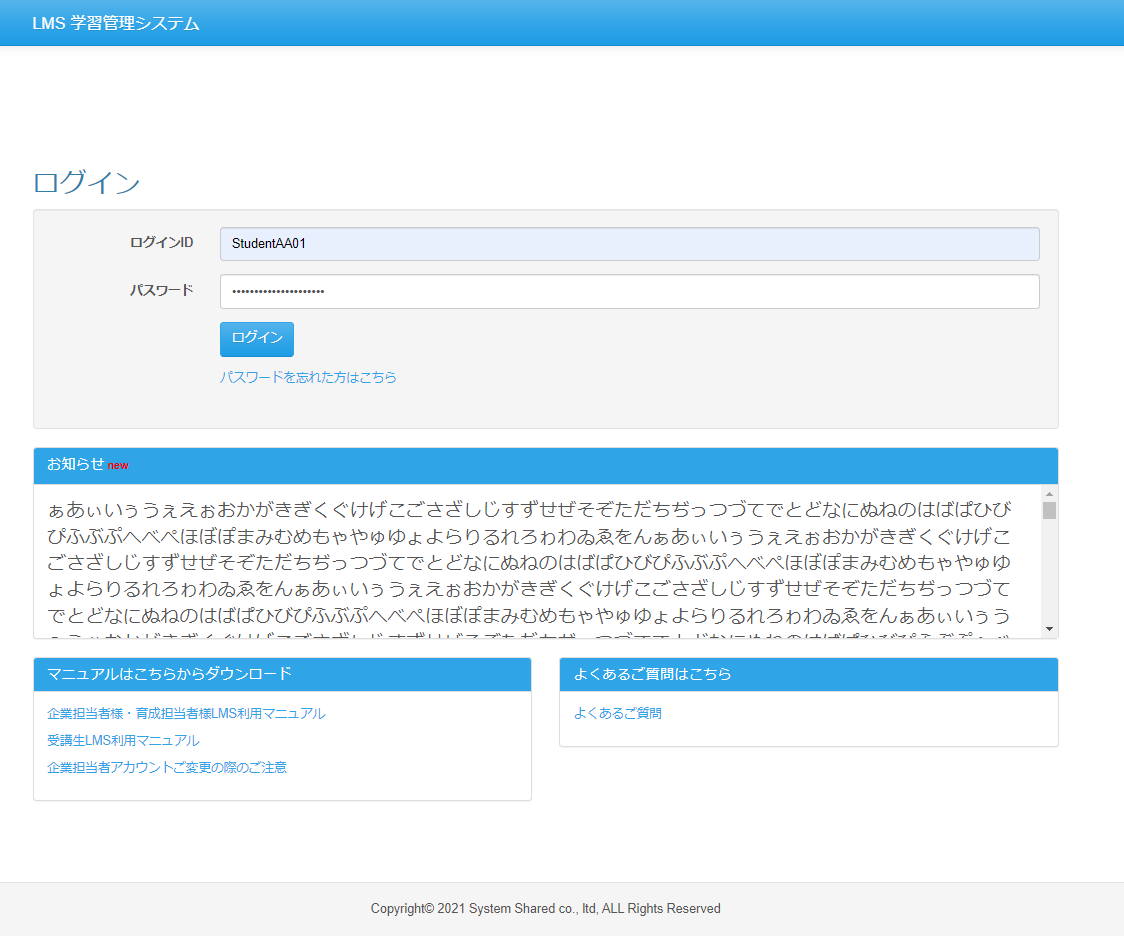 LMS 学習管理システム
ログイン
ログインID
StudentAA01
パスワード
ログイン
パスワードを忘れた方はこちら
お知らせ new
ぁあぃいぅうぇえぉおかがきぎくぐけげこごさざしじすずせぜそぞただちぢっつづてでとどなにぬねのはばぱひび
ぴふぶぷへべぺほぼぽまみむめもゃやゅゆょよらりるれろゎわゐゑをんぁあぃいぅうぇえぉおかがきぎくぐけげこ
ごさざしじすずせぜそぞただちぢっつづてでとどなにぬねのはばぱひびぴふぶぷへべぺほぼぽまみむめもゃやゅゆ
ょよらりるれろゎわゐゑをんぁあぃいぅうぇえぉおかがきぎくぐけげこごさざしじすずせぜそぞただちぢっつづて
でとどなにぬねのはばぱひびぴふぶぷへべぺほぼぽまみむめもゃやゅゆょよらりるれろゎわゐゑをんぁあぃいぅう
マニュアルはこちらからダウンロード
企業担当者様・育成担当者様LMS利用マニュアル
受講生LMS利用マニュアル
企業担当者アカウントご変更の際のご注意
よくあるご質問はこちら
よくあるご質問
Copyright© 2021 System Shared co., ltd, ALL Rights Reserved